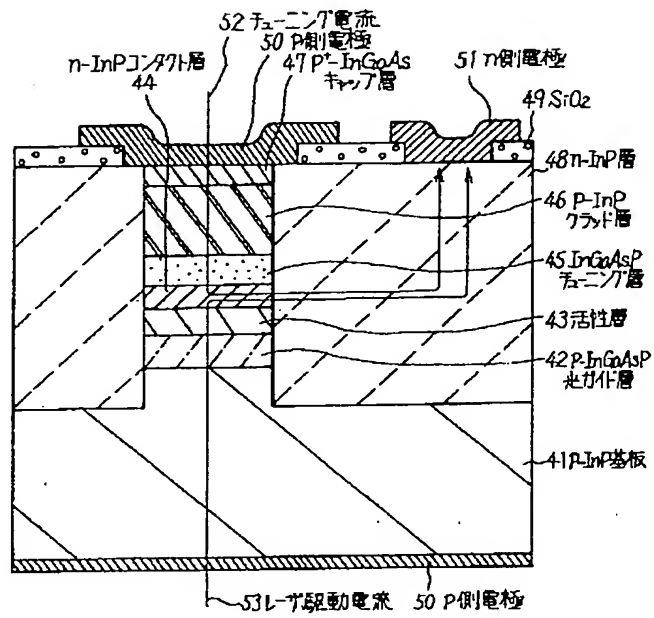 52 チューニング電流
50 P側電極
47 P⁺-InGaAs
キャップ層
n-InPコンタクト層
44
51 n側電極
49 SiO₂
48 n-InP層
46 P-InP
クラッド層
45 InGaAsP
チューニング層
43 活性層
42 P-InGaAsP
光ガイド層
41 P-InP基板
53 レーザ駆動電流
50 P側電極